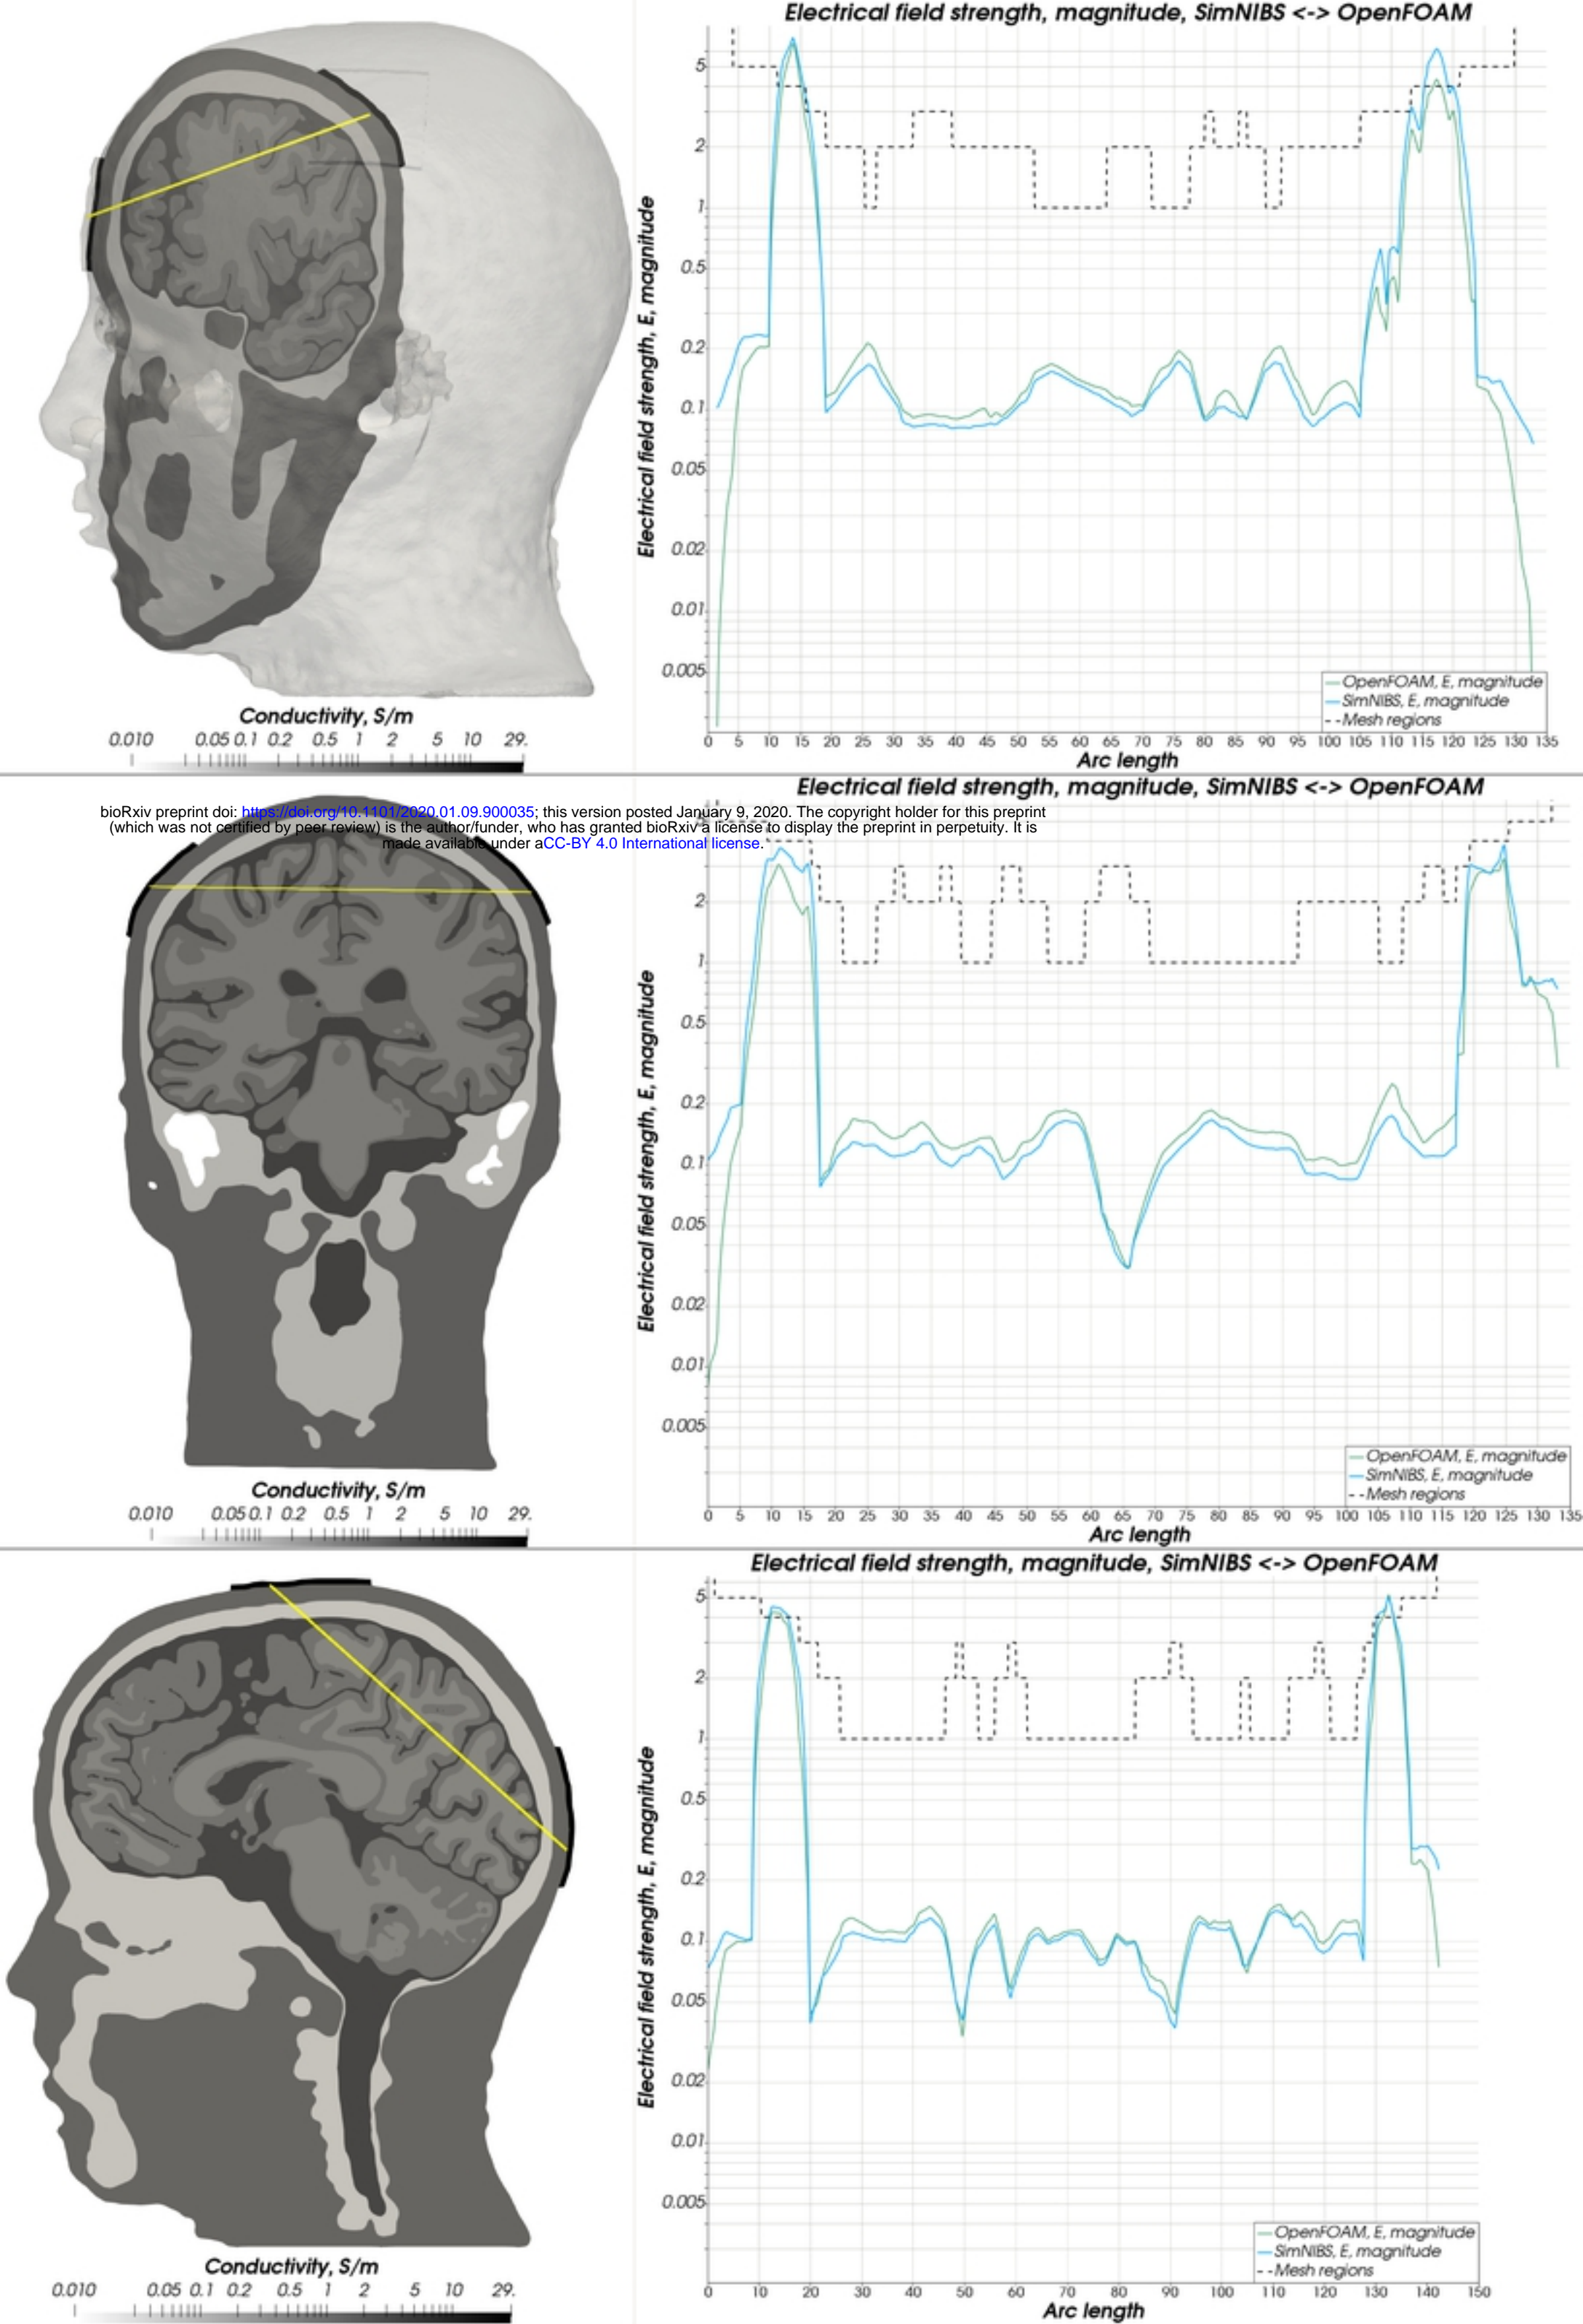 Electrical field strength, magnitude, SimNIBS <-> OpenFOAM
Electrical field strength, E, magnitude
5
2
1
0.5
0.2
0.1
0.05
0.02
0.01
0.005
OpenFOAM, E, magnitude
SimNIBS, E, magnitude
Mesh regions
0 5 10 15 20 25 30 35 40 45 50 55 60 65 70 75 80 85 90 95 100 105 110 115 120 125 130 135
Arc length
Conductivity, S/m
0.010 0.05 0.1 0.2 0.5 1 2 5 10 29.
Electrical field strength, magnitude, SimNIBS <-> OpenFOAM
bioRxiv preprint doi: https://doi.org/10.1101/2020.01.09.900035; this version posted January 9, 2020. The copyright holder for this preprint
(which was not certified by peer review) is the author/funder, who has granted bioRxiv a license to display the preprint in perpetuity. It is
made available under aCC-BY 4.0 International license.
Electrical field strength, E, magnitude
5
2
1
0.5
0.2
0.1
0.05
0.02
0.01
0.005
OpenFOAM, E, magnitude
SimNIBS, E, magnitude
Mesh regions
0 5 10 15 20 25 30 35 40 45 50 55 60 65 70 75 80 85 90 95 100 105 110 115 120 125 130 135
Arc length
Conductivity, S/m
0.010 0.05 0.1 0.2 0.5 1 2 5 10 29.
Electrical field strength, magnitude, SimNIBS <-> OpenFOAM
Electrical field strength, E, magnitude
5
2
1
0.5
0.2
0.1
0.05
0.02
0.01
0.005
OpenFOAM, E, magnitude
SimNIBS, E, magnitude
Mesh regions
0 10 20 30 40 50 60 70 80 90 100 110 120 130 140 150
Arc length
Conductivity, S/m
0.010 0.05 0.1 0.2 0.5 1 2 5 10 29.